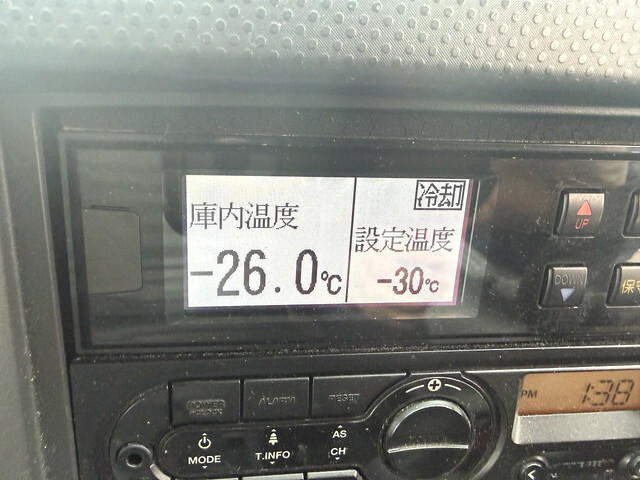 冷却
庫内温度
設定温度
-26.0℃
-30℃
UP
DOWN
ALARM
RESET
PM 1:38
MODE
T.INFO
AS
CH